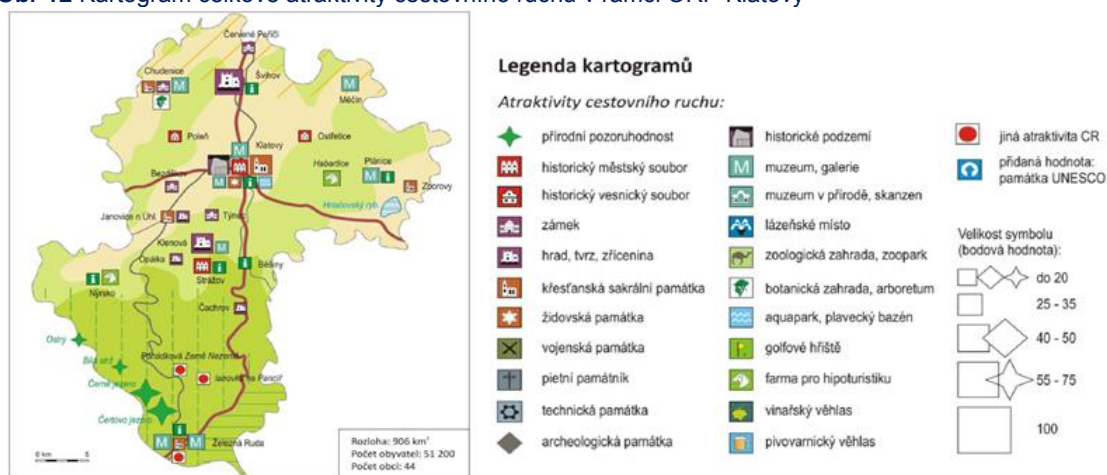 Obr 12 Kartogram celkové atraktivity cestovního ruchu v rámci ORP Klatovy
Červené Poříčí
Chudenice
Švihov
Měčín
Poleň
Ostřetice
Klatovy
Habartice
Plánice
Bezděkov
Zborovy
Hnačovský ryb.
Janovice n.Úhl.
Týnec
Klenová
Opálka
Běšiny
Strážov
Nýrsko
Čachrov
Ostrý
Pohádková Země Nezemě
Bílá strž
Černé jezero
Čertovo jezero
Železná Ruda
0 km 5
Rozloha: 906 km²
Počet obyvatel: 51 200
Počet obcí: 44
Legenda kartogramů
Atraktivity cestovního ruchu:
přírodní pozoruhodnost
historický městský soubor
historický vesnický soubor
zámek
hrad, tvrz, zřícenina
křesťanská sakrální památka
židovská památka
vojenská památka
pietní památník
technická památka
archeologická památka
historické podzemí
muzeum, galerie
muzeum v přírodě, skanzen
lázeňské místo
zoologická zahrada, zoopark
botanická zahrada, arboretum
aquapark, plavecký bazén
golfové hřiště
farma pro hipoturistiku
vinařský věhlas
pivovarnický věhlas
jiná atraktivita CR
přidaná hodnota:
památka UNESCO
Velikost symbolu
(bodová hodnota):
do 20
25 - 35
40 - 50
55 - 75
100